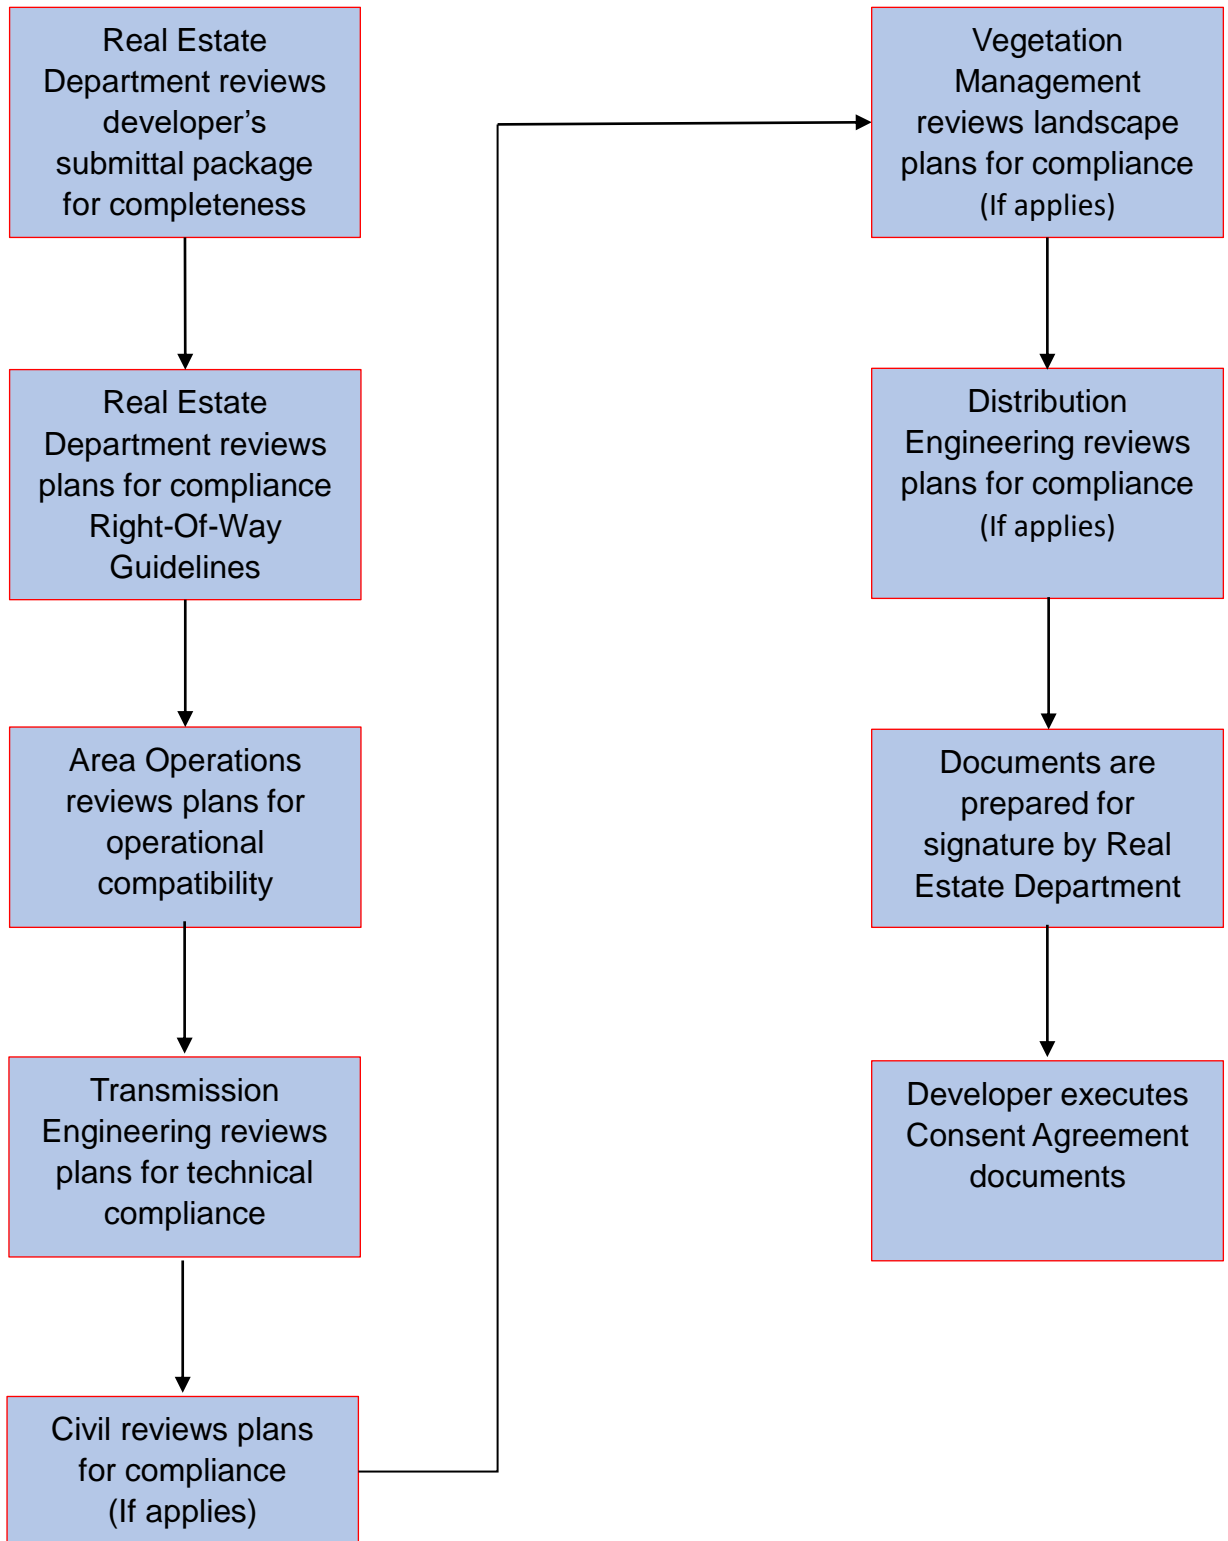 Real Estate
Department reviews
developer’s
submittal package
for completeness
Real Estate
Department reviews
plans for compliance
Right-Of-Way
Guidelines
Area Operations
reviews plans for
operational
compatibility
Transmission
Engineering reviews
plans for technical
compliance
Civil reviews plans
for compliance
(If applies)
Vegetation
Management
reviews landscape
plans for compliance
(If applies)
Distribution
Engineering reviews
plans for compliance
(If applies)
Documents are
prepared for
signature by Real
Estate Department
Developer executes
Consent Agreement
documents